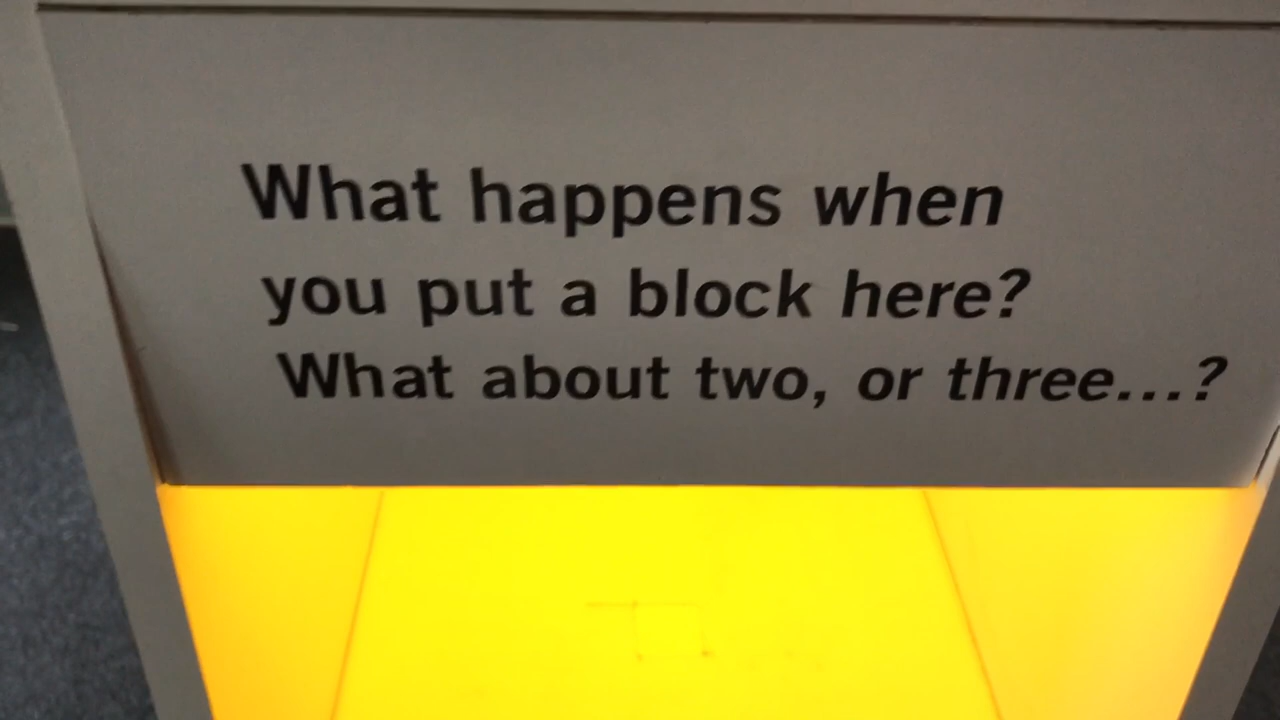 What happens when
you put a block here?
What about two, or three...?